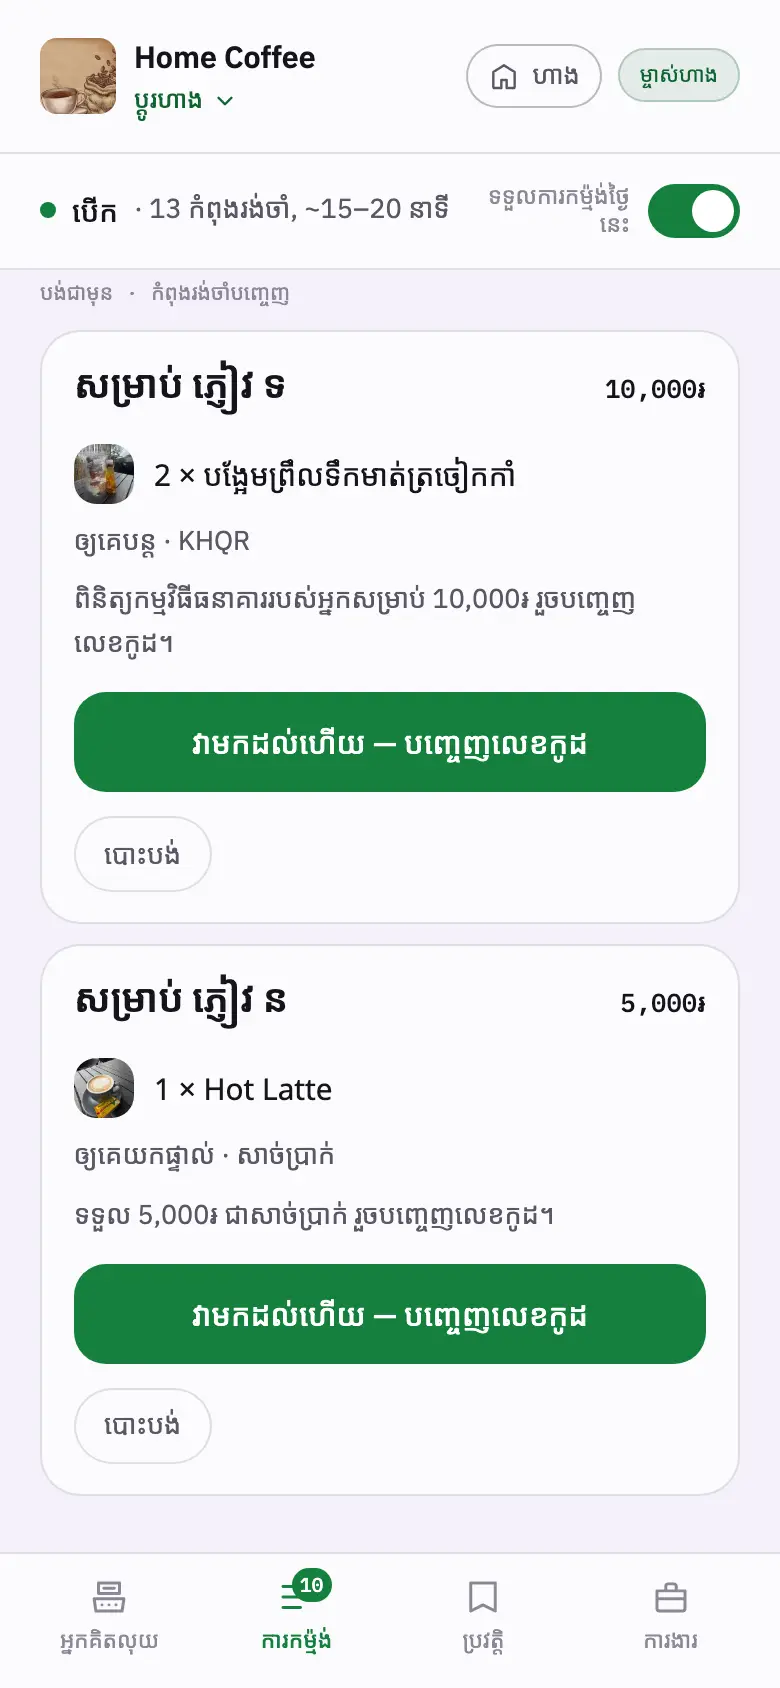 Home Coffee
ប្ដូរហាង
ហាង
ម្ចាស់ហាង
បើក · 13 កំពុងរង់ចាំ, ~15–20 នាទី
ទទួលការកម្ម៉ង់ថ្ងៃ
នេះ
បង់ជាមុន · កំពុងរង់ចាំបញ្ចេញ
សម្រាប់ ភ្ញៀវ ទ
10,000៛
2 × បង្អែមព្រឹលទឹកមាត់ត្រចៀកកាំ
ឲ្យគេបន្ត · KHQR
ពិនិត្យកម្មវិធីធនាគាររបស់អ្នកសម្រាប់ 10,000៛ រួចបញ្ចេញ
លេខកូដ។
វាមកដល់ហើយ — បញ្ចេញលេខកូដ
បោះបង់
សម្រាប់ ភ្ញៀវ ន
5,000៛
1 × Hot Latte
ឲ្យគេយកផ្ទាល់ · សាច់ប្រាក់
ទទួល 5,000៛ ជាសាច់ប្រាក់ រួចបញ្ចេញលេខកូដ។
វាមកដល់ហើយ — បញ្ចេញលេខកូដ
បោះបង់
10
អ្នកគិតលុយ
ការកម្ម៉ង់
ប្រវត្តិ
ការងារ